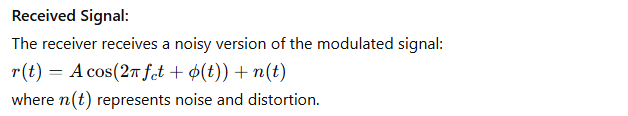 Received Signal:
The receiver receives a noisy version of the modulated signal:
r(t) = A cos(2πf_c t + ϕ(t)) + n(t)
where n(t) represents noise and distortion.